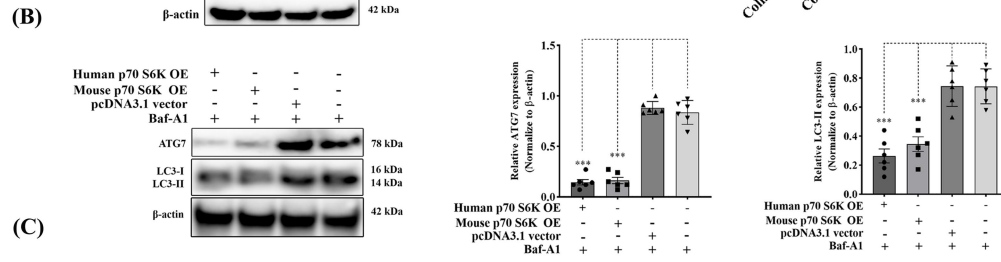 (B)
β-actin
42 kDa
Human p70 S6K OE + - - -
Mouse p70 S6K OE - + - -
pcDNA3.1 vector - - + -
Baf-A1 + + + +
ATG7
78 kDa
LC3-I
16 kDa
LC3-II
14 kDa
β-actin
42 kDa
(C)
Relative ATG7 expression
(Normalize to β-actin)
1.5
1.0
0.5
0.0
***
***
Human p70 S6K OE + - - -
Mouse p70 S6K OE - + - -
pcDNA3.1 vector - - + -
Baf-A1 + + + +
Relative LC3-II expression
(Normalize to β-actin)
1.0
0.8
0.6
0.4
0.2
0.0
***
***
Human p70 S6K OE + - - -
Mouse p70 S6K OE - + - -
pcDNA3.1 vector - - + -
Baf-A1 + + + +